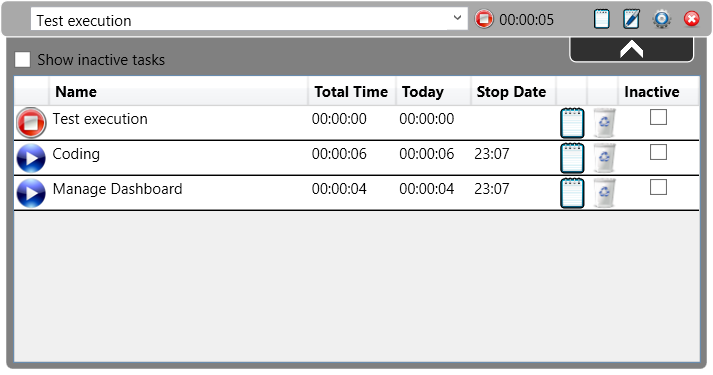 Test execution 00:00:05
Show inactive tasks
Name Total Time Today Stop Date Inactive
Test execution 00:00:00 00:00:00
Coding 00:00:06 00:00:06 23:07
Manage Dashboard 00:00:04 00:00:04 23:07